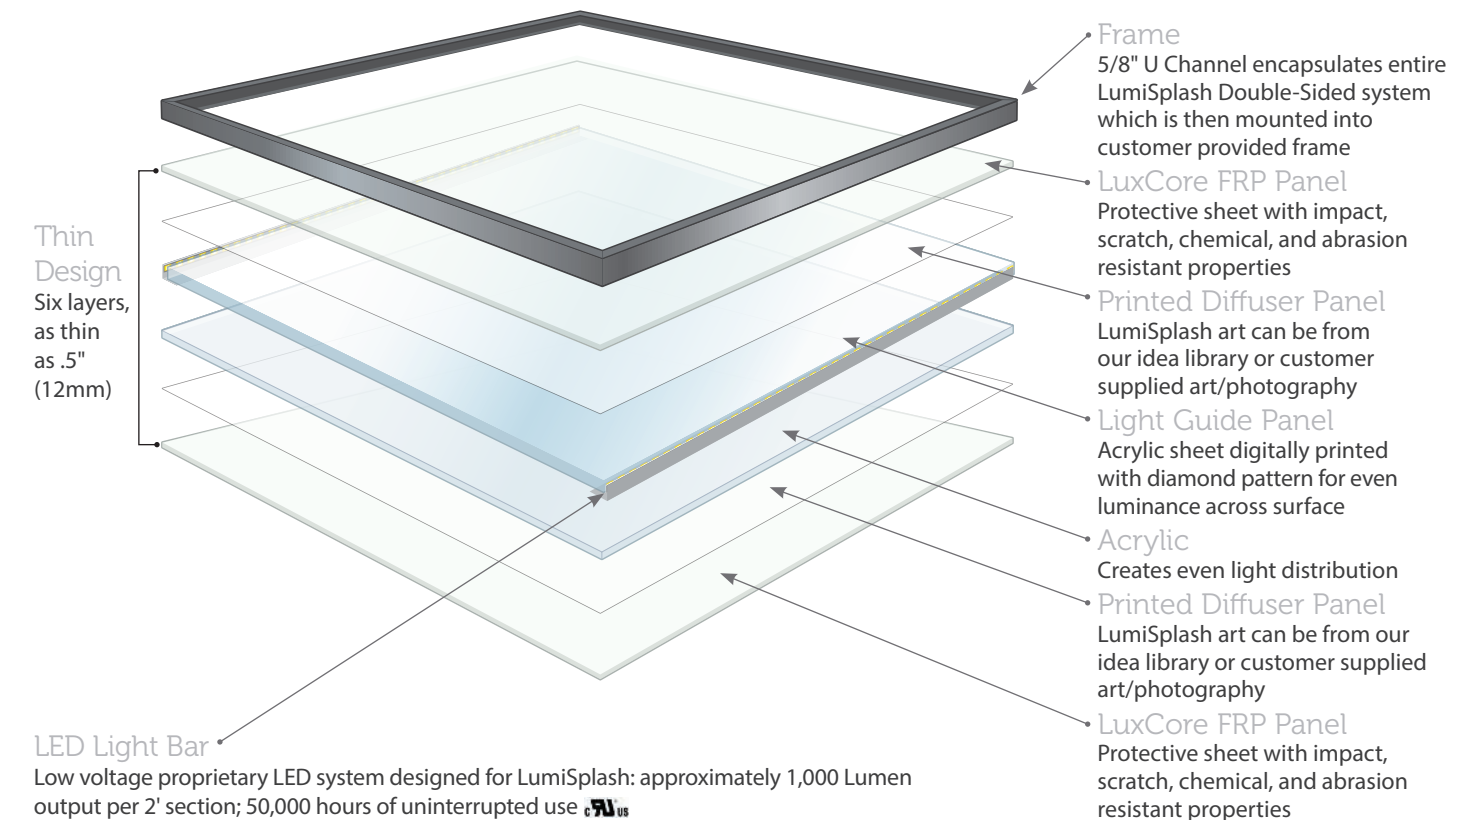 Frame
5/8" U Channel encapsulates entire
LumiSplash Double-Sided system
which is then mounted into
customer provided frame
LuxCore FRP Panel
Protective sheet with impact,
scratch, chemical, and abrasion
resistant properties
Printed Diffuser Panel
LumiSplash art can be from
our idea library or customer
supplied art/photography
Light Guide Panel
Acrylic sheet digitally printed
with diamond pattern for even
luminance across surface
Acrylic
Creates even light distribution
Printed Diffuser Panel
LumiSplash art can be from our
idea library or customer supplied
art/photography
LuxCore FRP Panel
Protective sheet with impact,
scratch, chemical, and abrasion
resistant properties
Thin
Design
Six layers,
as thin
as .5"
(12mm)
LED Light Bar
Low voltage proprietary LED system designed for LumiSplash: approximately 1,000 Lumen
output per 2' section; 50,000 hours of uninterrupted use c RU US